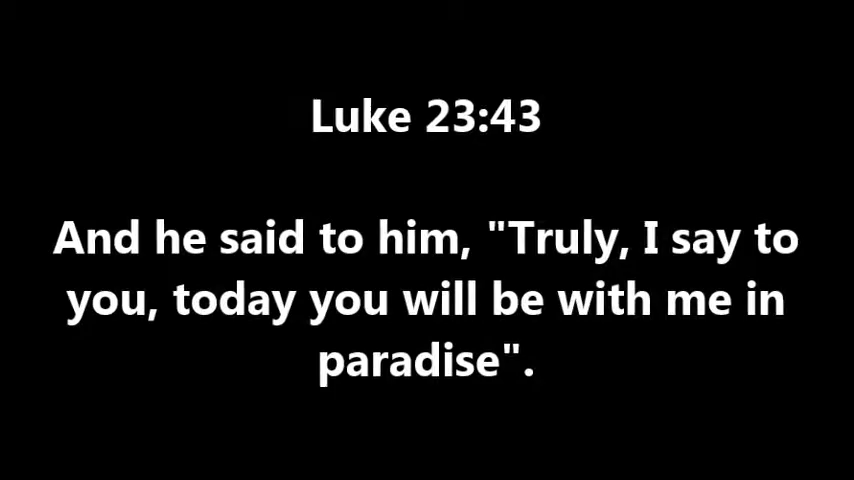 Luke 23:43
And he said to him, "Truly, I say to
you, today you will be with me in
paradise".